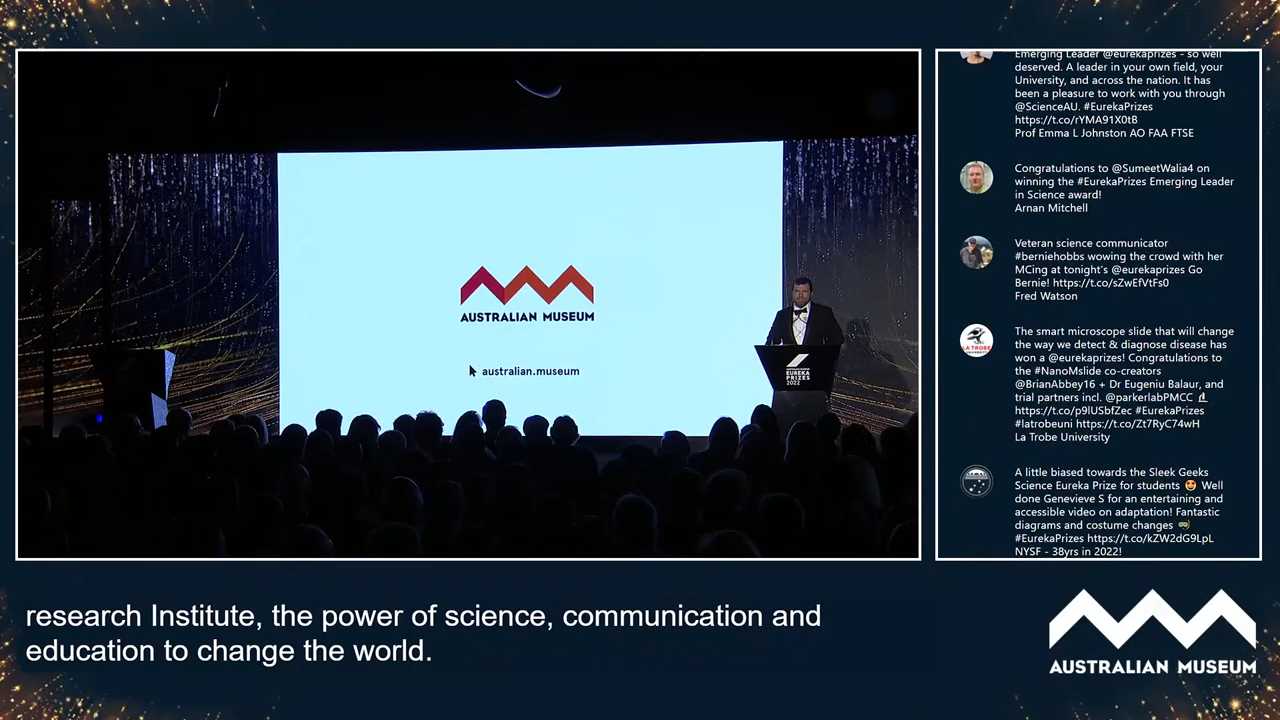 AUSTRALIAN MUSEUM
australian.museum
AUSTRALIAN MUSEUM
EUREKA
PRIZES
2022
Emerging Leader @eurekaprizes - so well
deserved. A leader in your own field, your
University, and across the nation. It has
been a pleasure to work with you through
@ScienceAU. #EurekaPrizes
https://t.co/rYMA91X0tB
Prof Emma L Johnston AO FAA FTSE
Congratulations to @SumeetWalia4 on
winning the #EurekaPrizes Emerging Leader
in Science award!
Arnan Mitchell
Veteran science communicator
#berniehobbs wowing the crowd with her
MCing at tonight's @eurekaprizes Go
Bernie! https://t.co/sZwEfVtFs0
Fred Watson
LA TROBE
UNIVERSITY
The smart microscope slide that will change
the way we detect & diagnose disease has
won a @eurekaprizes! Congratulations to
the #NanoMslide co-creators
@BrianAbbey16 + Dr Eugeniu Balaur, and
trial partners incl. @parkerlabPMCC 🔬
https://t.co/p9lUSbfZec #EurekaPrizes
#latrobeuni https://t.co/Zt7RyC74wH
La Trobe University
A little biased towards the Sleek Geeks
Science Eureka Prize for students 🤩 Well
done Genevieve S for an entertaining and
accessible video on adaptation! Fantastic
diagrams and costume changes 🤿
#EurekaPrizes https://t.co/kZW2dG9LpL
NYSF - 38yrs in 2022!
research Institute, the power of science, communication and
education to change the world.
AUSTRALIAN MUSEUM